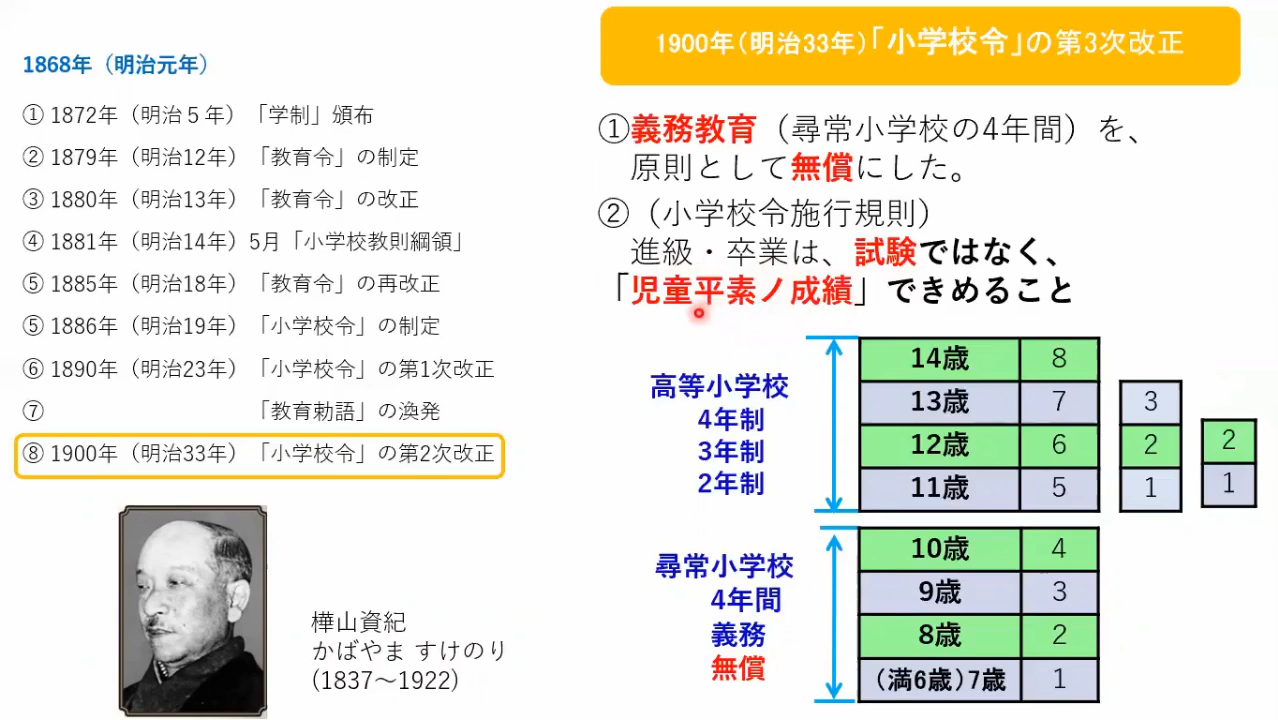 1868年（明治元年）
① 1872年（明治５年）「学制」頒布
② 1879年（明治12年）「教育令」の制定
③ 1880年（明治13年）「教育令」の改正
④ 1881年（明治14年）5月「小学校教則綱領」
⑤ 1885年（明治18年）「教育令」の再改正
⑤ 1886年（明治19年）「小学校令」の制定
⑥ 1890年（明治23年）「小学校令」の第1次改正
⑦ 「教育勅語」の渙発
⑧ 1900年（明治33年）「小学校令」の第2次改正
樺山資紀
かばやま すけのり
(1837～1922)
1900年（明治33年）「小学校令」の第3次改正
①義務教育（尋常小学校の4年間）を、
原則として無償にした。
②（小学校令施行規則）
進級・卒業は、試験ではなく、
「児童平素ノ成績」できめること
高等小学校
4年制
3年制
2年制
14歳 8
13歳 7 3
12歳 6 2 2
11歳 5 1 1
尋常小学校
4年間
義務
無償
10歳 4
9歳 3
8歳 2
（満6歳）7歳 1